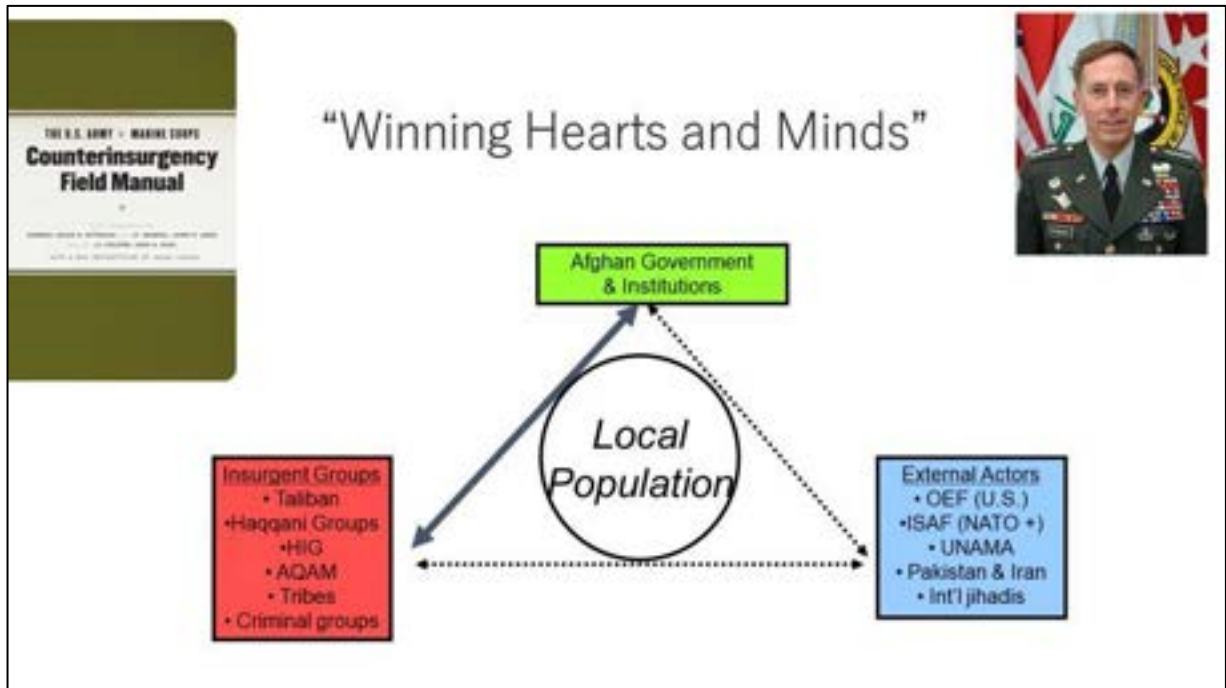 THE U.S. ARMY ★ MARINE CORPS
Counterinsurgency
Field Manual
“Winning Hearts and Minds”
Afghan Government
& Institutions
Local
Population
Insurgent Groups
• Taliban
•Haqqani Groups
•HIG
• AQAM
• Tribes
• Criminal groups
External Actors
• OEF (U.S.)
•ISAF (NATO +)
• UNAMA
• Pakistan & Iran
• Int'l jihadis